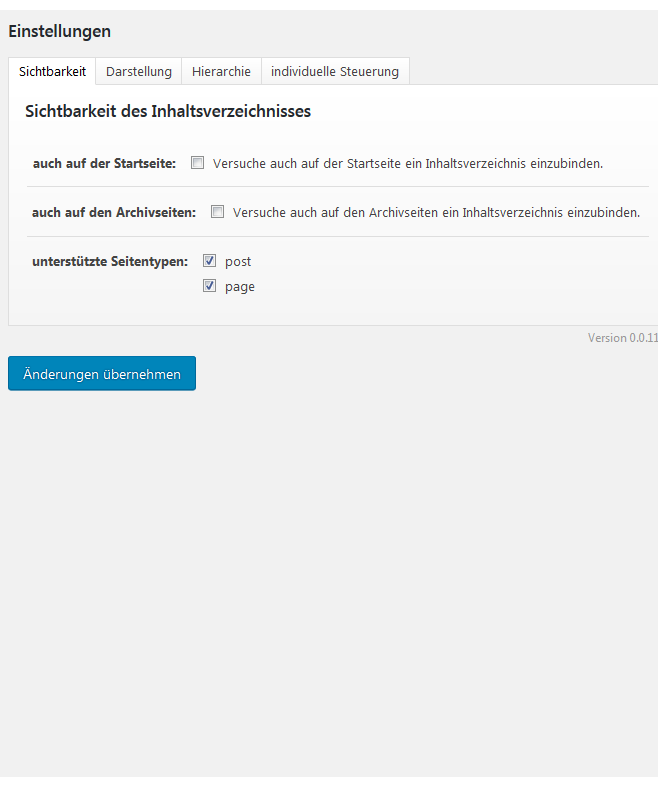 Einstellungen
Sichtbarkeit Darstellung Hierarchie individuelle Steuerung
Sichtbarkeit des Inhaltsverzeichnisses
auch auf der Startseite: Versuche auch auf der Startseite ein Inhaltsverzeichnis einzubinden.
auch auf den Archivseiten: Versuche auch auf den Archivseiten ein Inhaltsverzeichnis einzubinden.
unterstützte Seitentypen: post
page
Version 0.0.11
Änderungen übernehmen